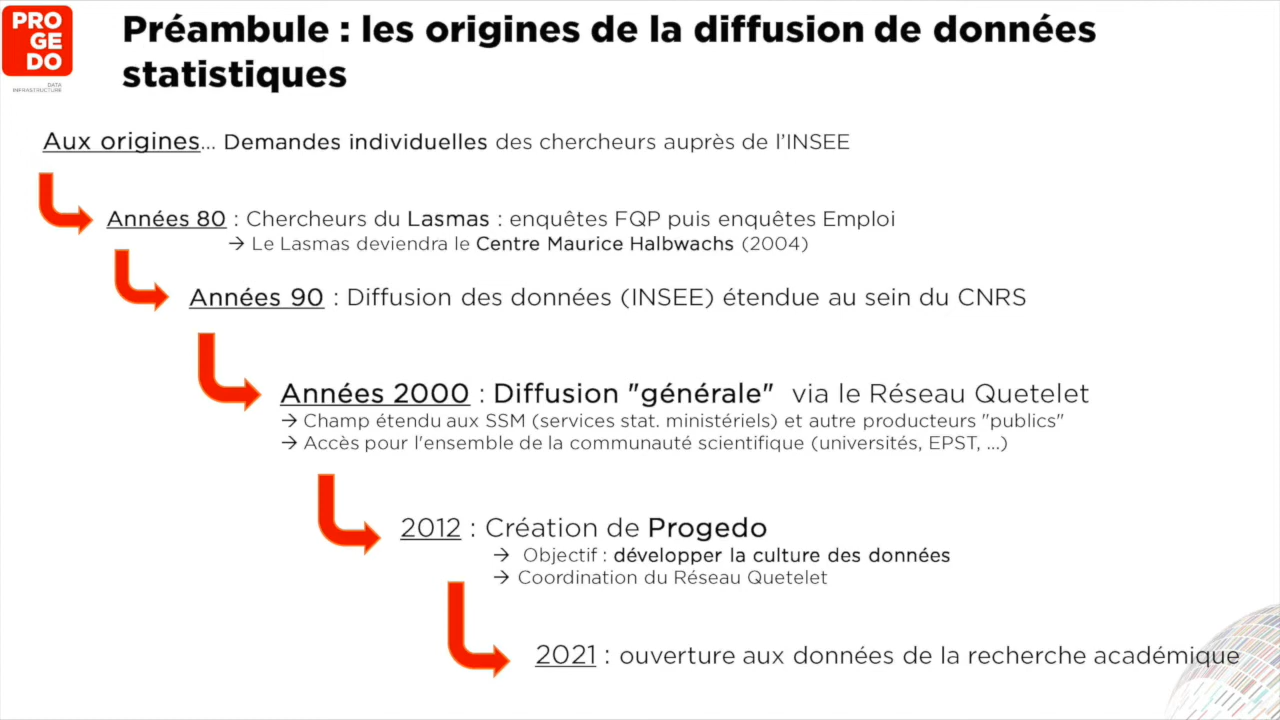 PRO
GE
DO
DATA
INFRASTRUCTURE
Préambule : les origines de la diffusion de données
statistiques
Aux origines... Demandes individuelles des chercheurs auprès de l'INSEE
Années 80 : Chercheurs du Lasmas : enquêtes FQP puis enquêtes Emploi
→ Le Lasmas deviendra le Centre Maurice Halbwachs (2004)
Années 90 : Diffusion des données (INSEE) étendue au sein du CNRS
Années 2000 : Diffusion "générale" via le Réseau Quetelet
→ Champ étendu aux SSM (services stat. ministériels) et autre producteurs "publics"
→ Accès pour l'ensemble de la communauté scientifique (universités, EPST, ...)
2012 : Création de Progedo
→ Objectif : développer la culture des données
→ Coordination du Réseau Quetelet
2021 : ouverture aux données de la recherche académique